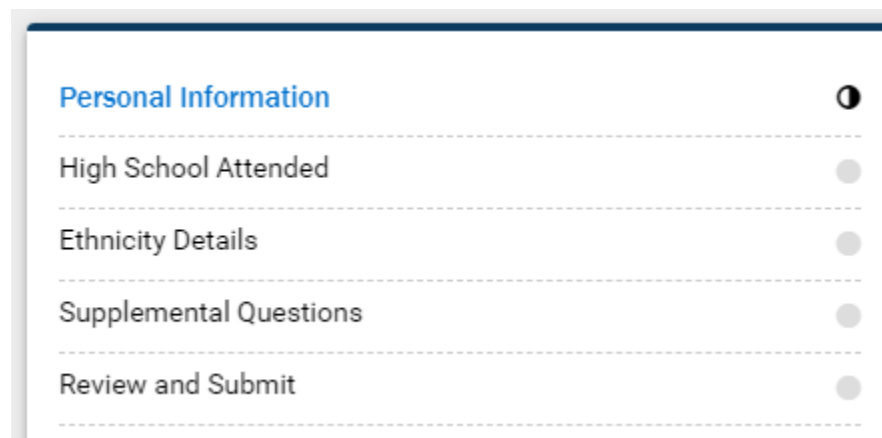 Personal Information
High School Attended
Ethnicity Details
Supplemental Questions
Review and Submit